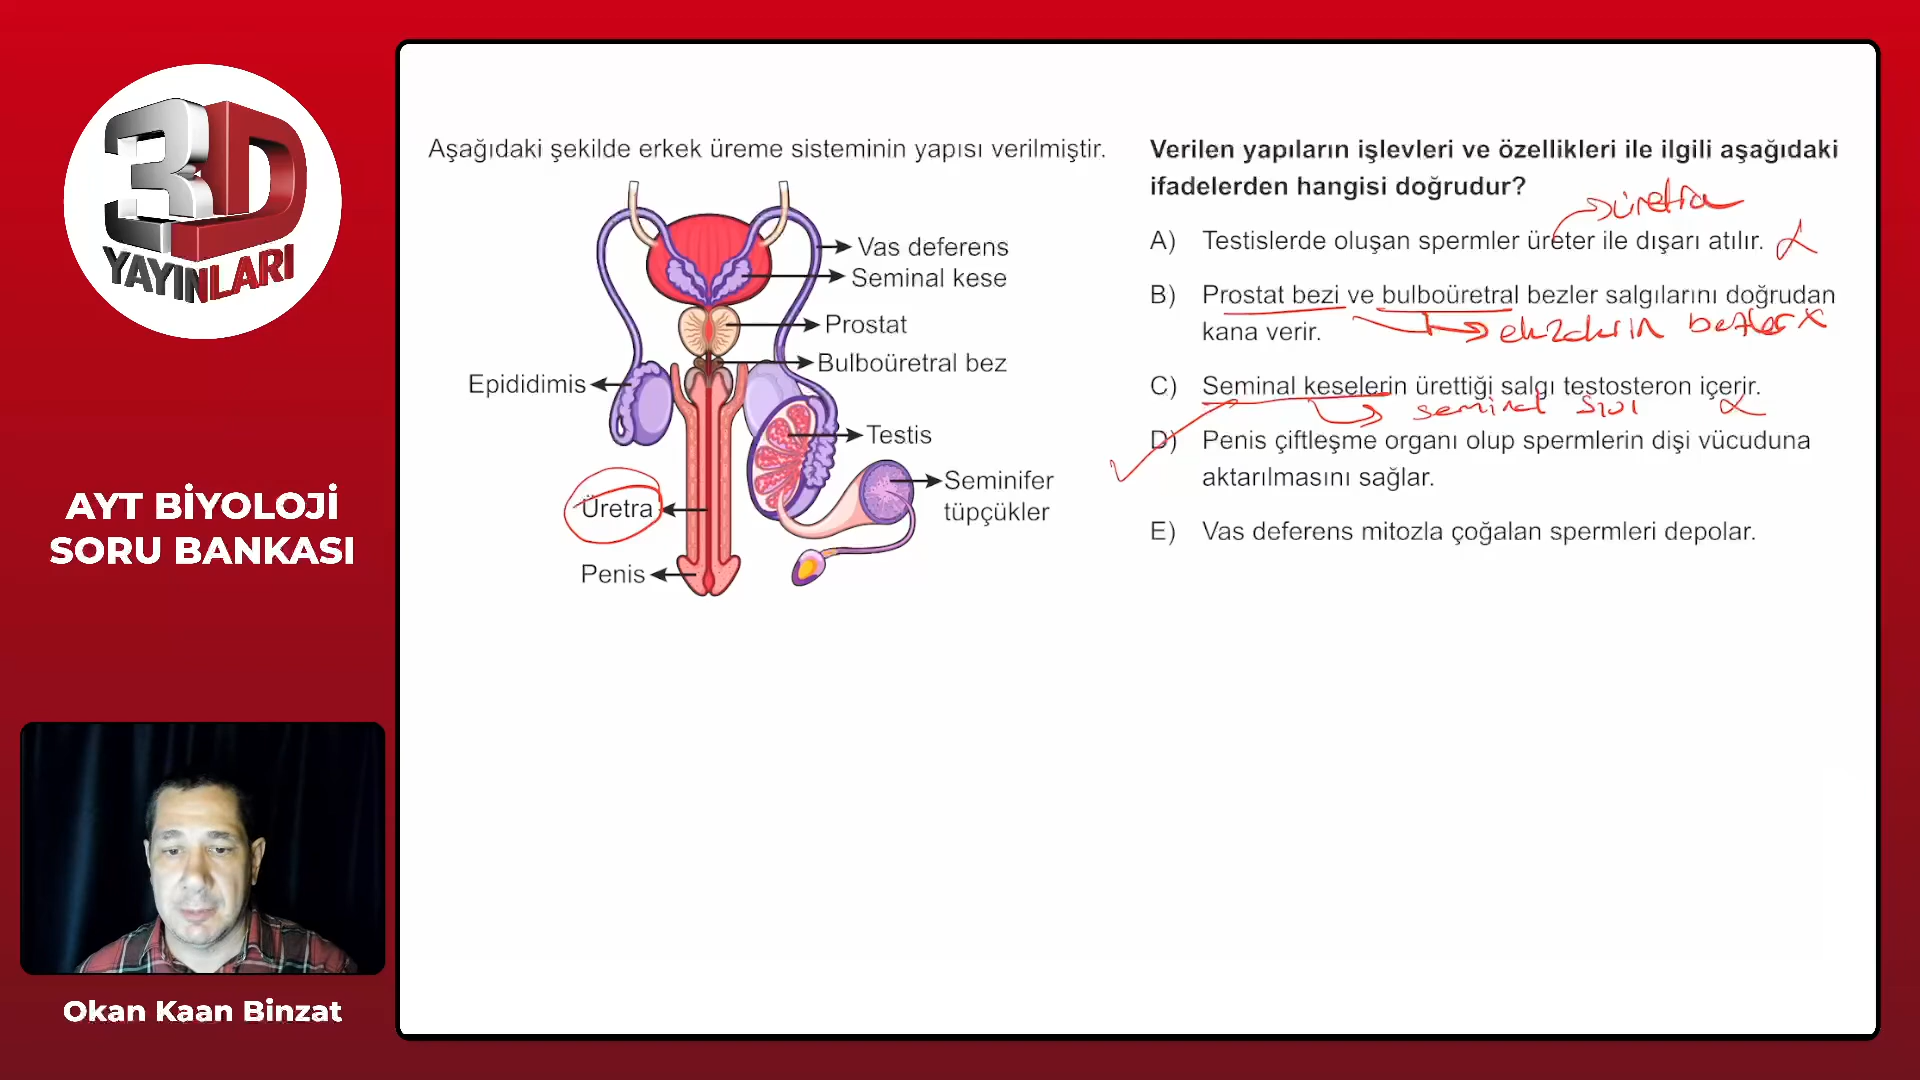 3D
YAYINLARI
AYT BİYOLOJİ
SORU BANKASI
Okan Kaan Binzat
Aşağıdaki şekilde erkek üreme sisteminin yapısı verilmiştir.
Vas deferens
Seminal kese
Prostat
Bulboüretral bez
Epididimis
Testis
Seminifer
tüpçükler
Üretra
Penis
Verilen yapıların işlevleri ve özellikleri ile ilgili aşağıdaki
ifadelerden hangisi doğrudur?
üretra
A) Testislerde oluşan spermler üreter ile dışarı atılır.
B) Prostat bezi ve bulboüretral bezler salgılarını doğrudan
kana verir.
ekzokrin bezler
C) Seminal keselerin ürettiği salgı testosteron içerir.
seminal sıvı
D) Penis çiftleşme organı olup spermlerin dişi vücuduna
aktarılmasını sağlar.
E) Vas deferens mitozla çoğalan spermleri depolar.